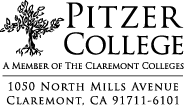 PITZER
COLLEGE
A MEMBER OF THE CLAREMONT COLLEGES
1050 NORTH MILLS AVENUE
CLAREMONT, CA 91711-6101